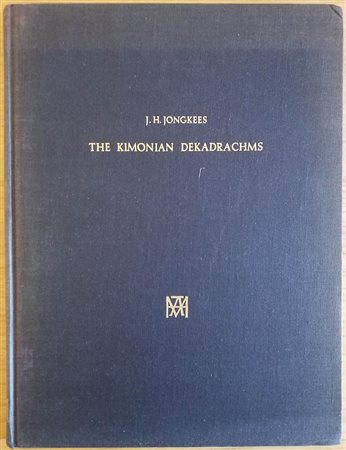 J. H. JONGKEES
THE KIMONIAN DEKADRACHMS